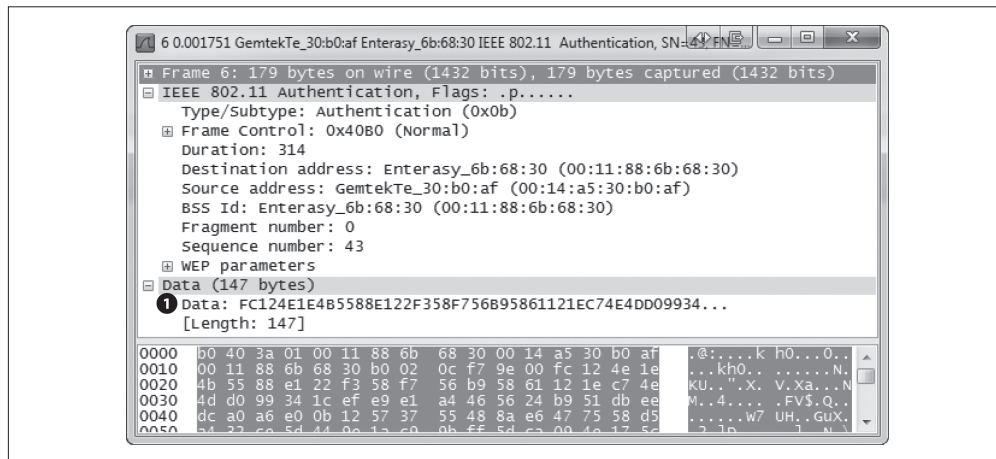 6 0.001751 GemtekTe_30:b0:af Enterasy_6b:68:30 IEEE 802.11 Authentication, SN=43, FN=
Frame 6: 179 bytes on wire (1432 bits), 179 bytes captured (1432 bits)
IEEE 802.11 Authentication, Flags: .p......
Type/Subtype: Authentication (0x0b)
Frame Control: 0x40B0 (Normal)
Duration: 314
Destination address: Enterasy_6b:68:30 (00:11:88:6b:68:30)
Source address: GemtekTe_30:b0:af (00:14:a5:30:b0:af)
BSS Id: Enterasy_6b:68:30 (00:11:88:6b:68:30)
Fragment number: 0
Sequence number: 43
WEP parameters
Data (147 bytes)
1 Data: FC124E1E4B5588E122F358F756B95861121EC74E4DD09934...
[Length: 147]
0000 b0 40 3a 01 00 11 88 6b 68 30 00 14 a5 30 b0 af .@:....k h0...0..
0010 00 11 88 6b 68 30 b0 02 0c f7 9e 00 fc 12 4e 1e ...kh0.. ......N.
0020 4b 55 88 e1 22 f3 58 f7 56 b9 58 61 12 1e c7 4e KU..".X. V.Xa...N
0030 4d d0 99 34 1c ef e9 e1 a4 46 56 24 b9 51 db ee M..4.... .FV$.Q..
0040 dc a0 a6 e0 0b 12 57 37 55 48 8a e6 47 75 58 d5 ......W7 UH..GuX.
0050